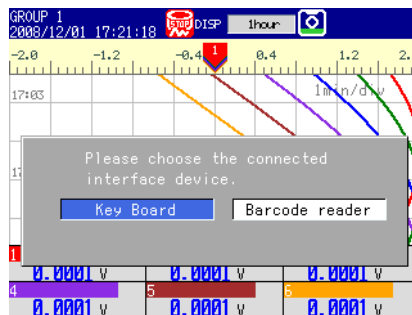 GROUP 1
2008/12/01 17:21:18 STOP DISP 1hour
-2.0 -1.2 -0.4 1 0.4 1.2 2.
17:03 1min/div
Please choose the connected
17
interface device.
Key Board Barcode reader
1
0.0001 V 0.0001 V 0.0001 V
4 5 6
0.0001 V 0.0001 V 0.0001 V